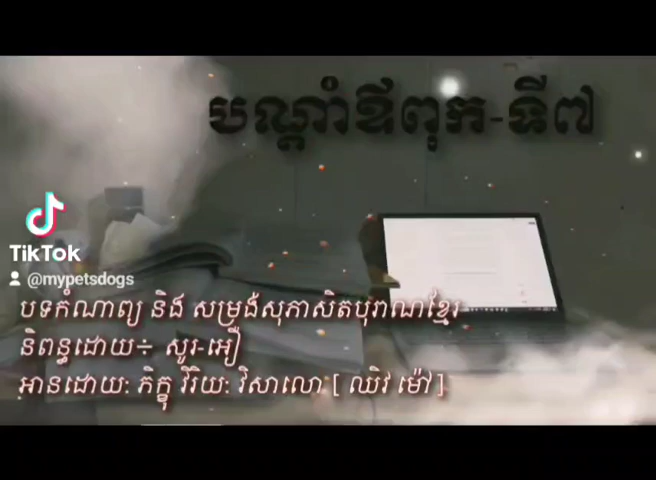 បណ្ដាំឪពុក-ទី៧
TikTok
@mypetsdogs
បទកំណាព្យ និង សម្រង់សុភាសិតបុរាណខ្មែរ
និពន្ធដោយ÷ សូរ-អឿ
អានដោយ: ភិក្ខុ វិរិយ: វិសាលោ [ ឈិវ ម៉ៅ ]